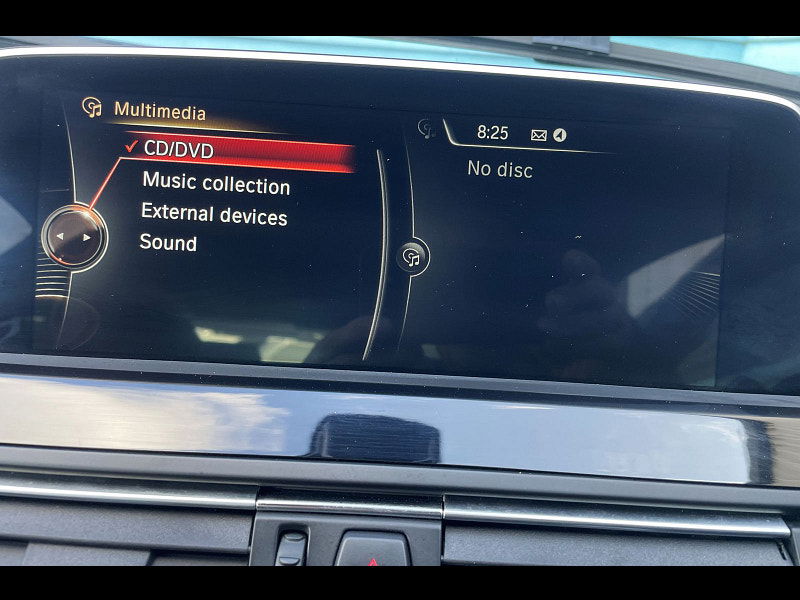 Multimedia
CD/DVD
Music collection
External devices
Sound
8:25
No disc